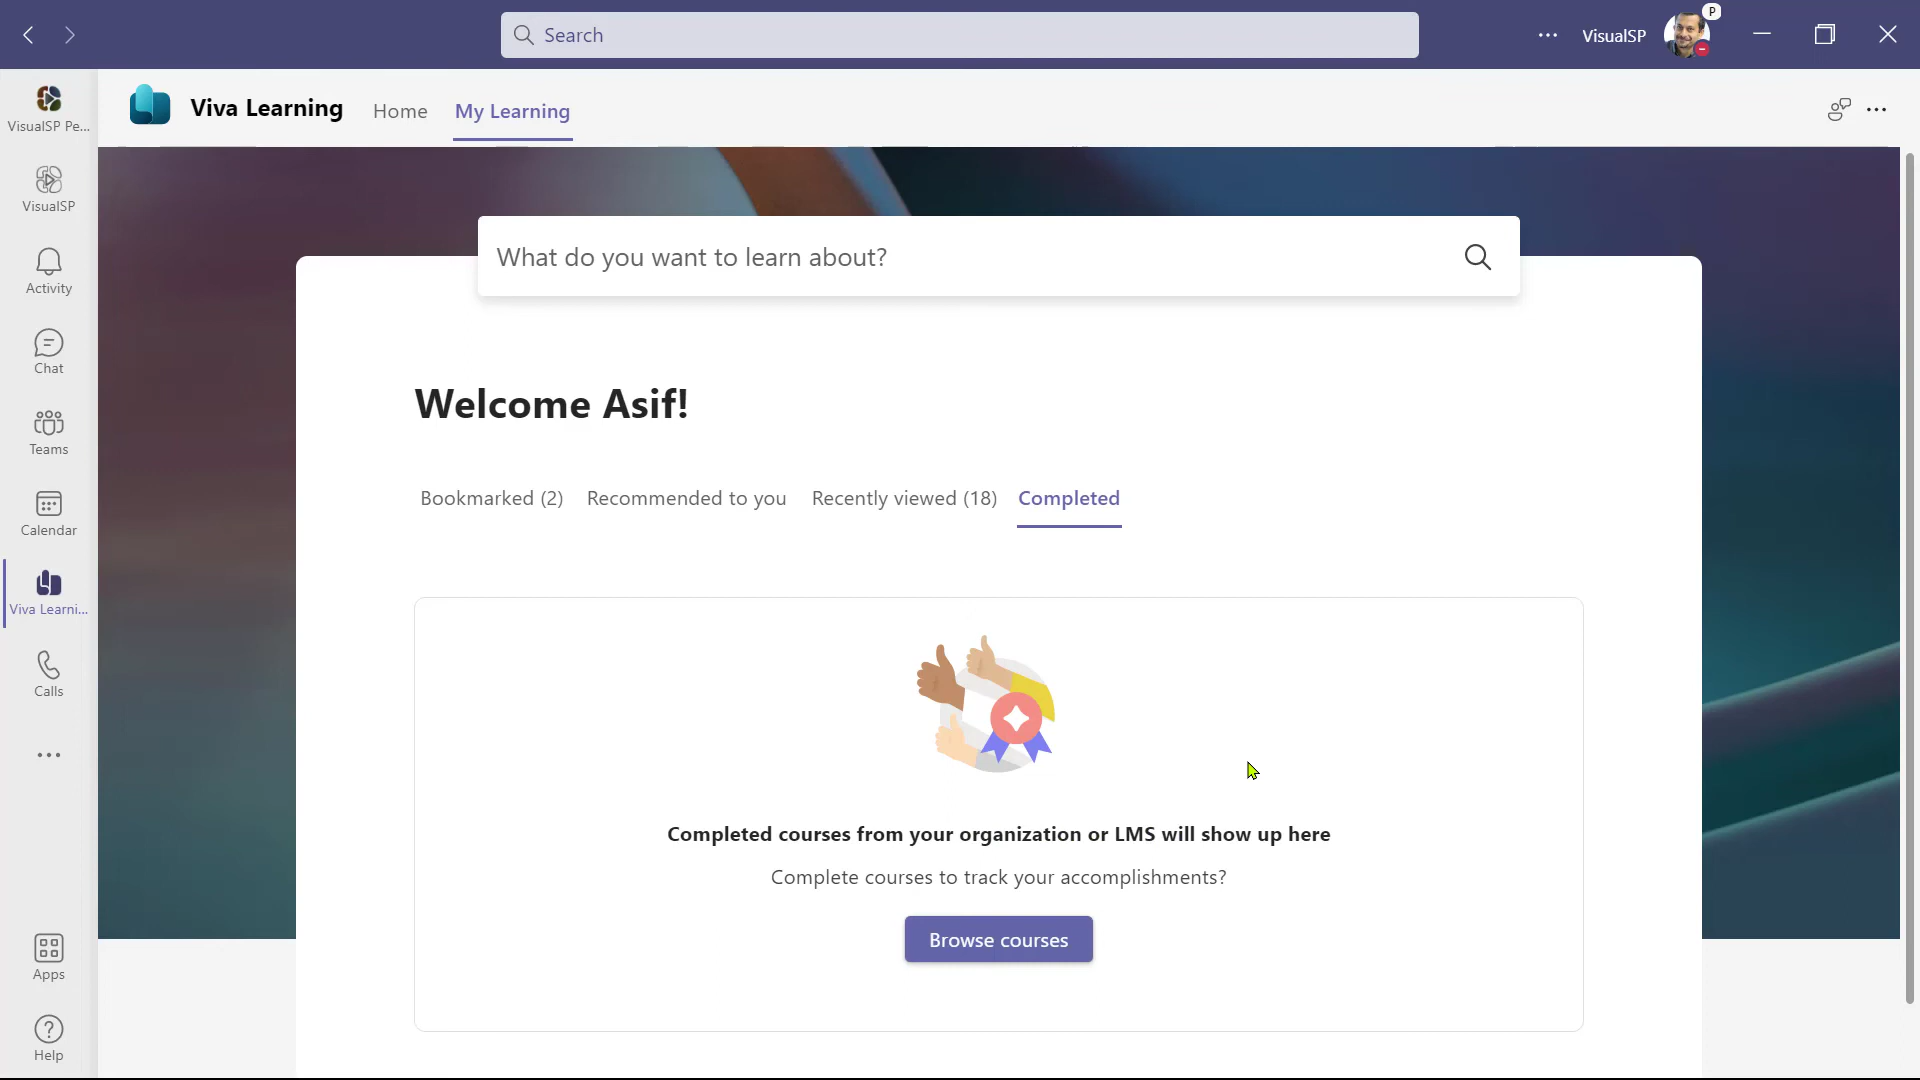 Search
VisualSP
P
VisualSP Pe...
Viva Learning
Home
My Learning
VisualSP
Activity
Chat
Teams
Calendar
Viva Learni...
Calls
Apps
Help
What do you want to learn about?
Welcome Asif!
Bookmarked (2)
Recommended to you
Recently viewed (18)
Completed
Completed courses from your organization or LMS will show up here
Complete courses to track your accomplishments?
Browse courses